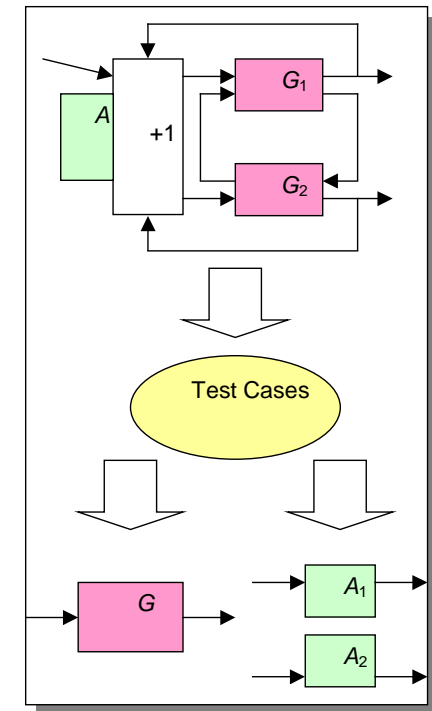 G₁
A
+1
G₂
Test Cases
G
A₁
A₂